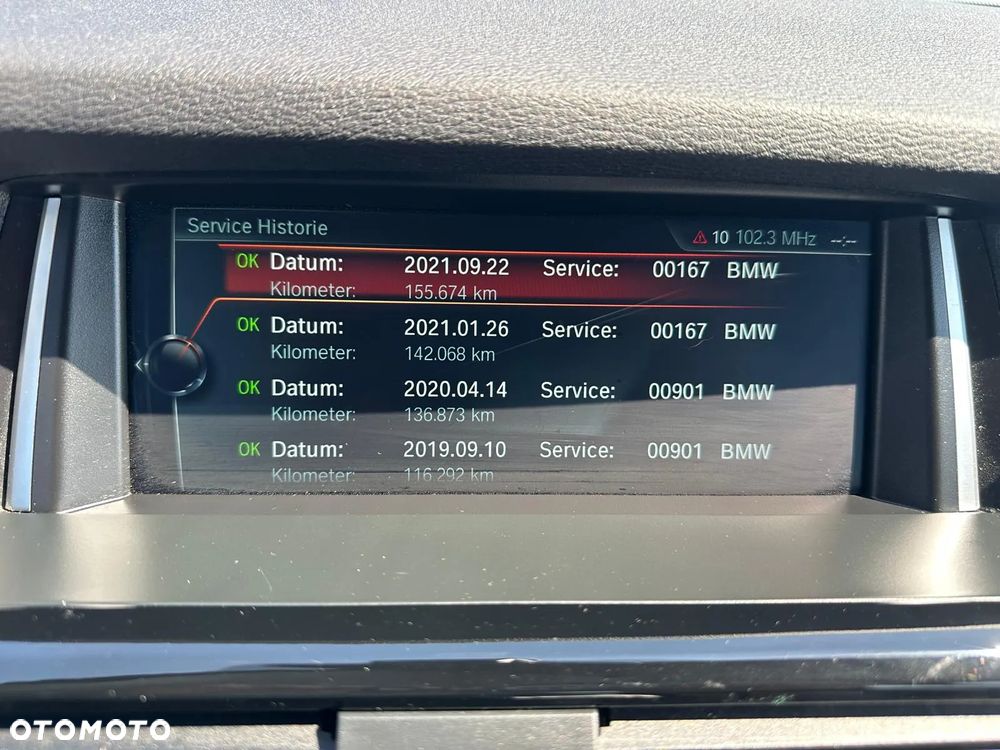 Service Historie
10 102.3 MHz --:--
OK Datum: 2021.09.22 Service: 00167 BMW
Kilometer: 155.674 km
OK Datum: 2021.01.26 Service: 00167 BMW
Kilometer: 142.068 km
OK Datum: 2020.04.14 Service: 00901 BMW
Kilometer: 136.873 km
OK Datum: 2019.09.10 Service: 00901 BMW
Kilometer: 116.292 km
OTOMOTO